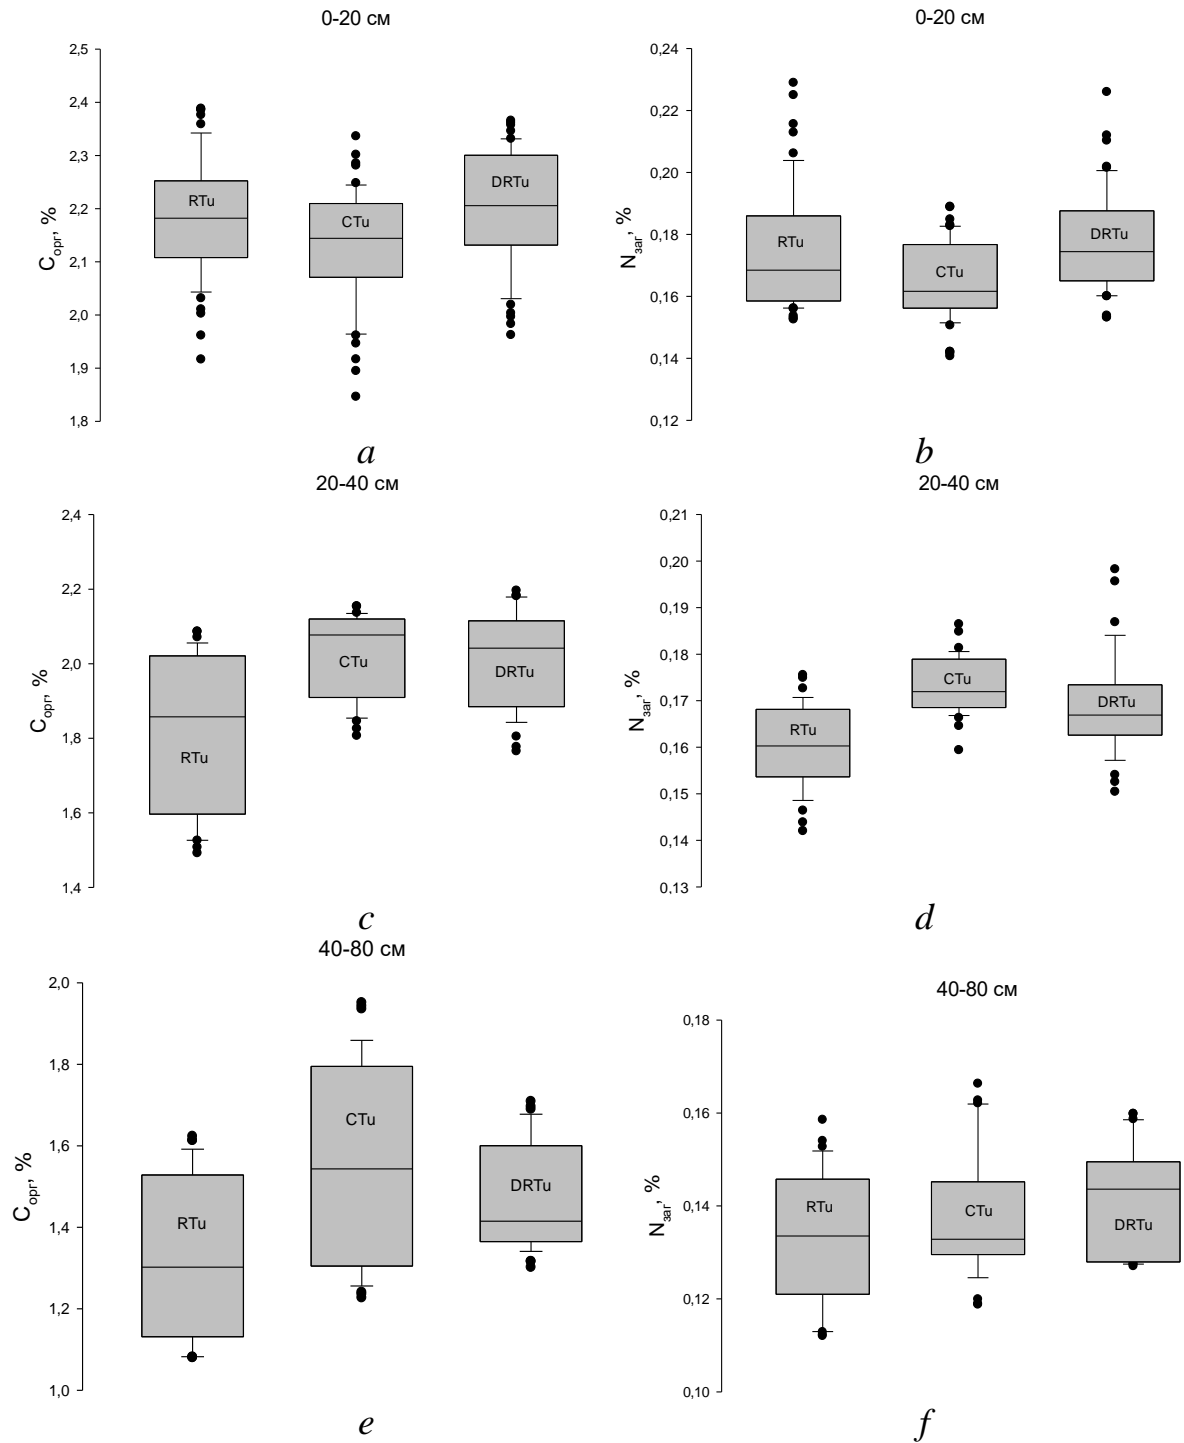 0-20 см
2,5
2,4
2,3
2,2
2,1
2,0
1,9
1,8
Cорг, %
RTu
CTu
DRTu
a
0-20 см
0,24
0,22
0,20
0,18
0,16
0,14
0,12
Nзаг, %
RTu
CTu
DRTu
b
20-40 см
2,4
2,2
2,0
1,8
1,6
1,4
Cорг, %
RTu
CTu
DRTu
c
20-40 см
0,21
0,20
0,19
0,18
0,17
0,16
0,15
0,14
0,13
Nзаг, %
RTu
CTu
DRTu
d
40-80 см
2,0
1,8
1,6
1,4
1,2
1,0
Cорг, %
RTu
CTu
DRTu
e
40-80 см
0,18
0,16
0,14
0,12
0,10
Nзаг, %
RTu
CTu
DRTu
f